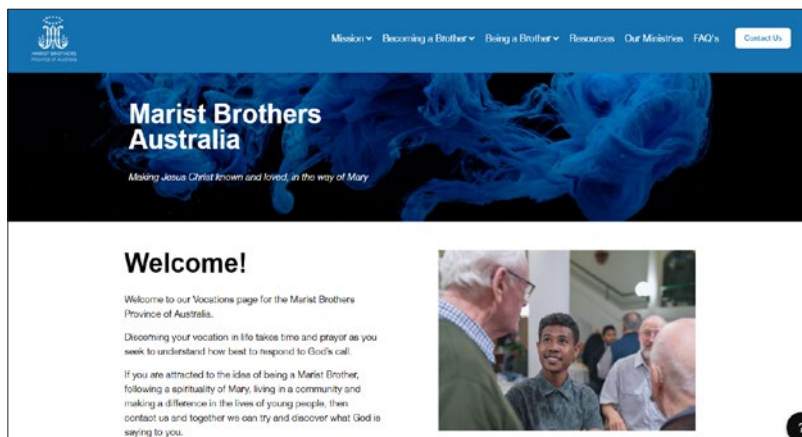 MARIST BROTHERS
Province of Australia
Mission
Becoming a Brother
Being a Brother
Resources
Our Ministries
FAQ's
Contact Us
Marist Brothers
Australia
Making Jesus Christ known and loved, in the way of Mary
Welcome!
Welcome to our Vocations page for the Marist Brothers
Province of Australia.
Discerning your vocation in life takes time and prayer as you
seek to understand how best to respond to God's call.
If you are attracted to the idea of being a Marist Brother,
following a spirituality of Mary, living in a community and
making a difference in the lives of young people, then
contact us and together we can try and discover what God is
saying to you.
?